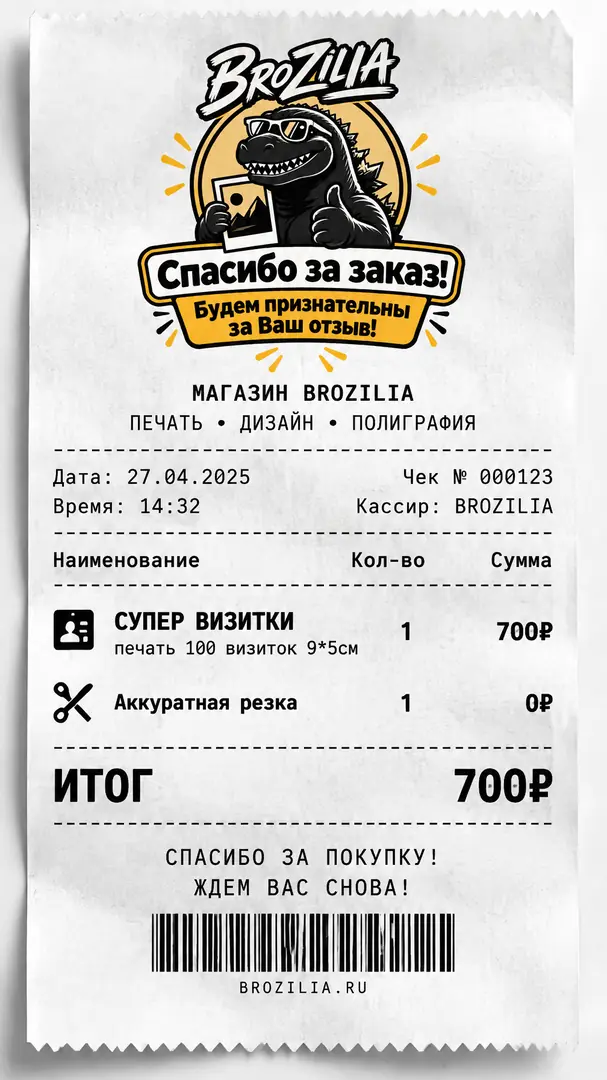 BROZILIA
Спасибо за заказ!
Будем признательны
за Ваш отзыв!
МАГАЗИН BROZILIA
ПЕЧАТЬ • ДИЗАЙН • ПОЛИГРАФИЯ
Дата: 27.04.2025 Чек № 000123
Время: 14:32 Кассир: BROZILIA
Наименование Кол-во Сумма
СУПЕР ВИЗИТКИ 1 700₽
печать 100 визиток 9*5см
Аккуратная резка 1 0₽
ИТОГ 700₽
СПАСИБО ЗА ПОКУПКУ!
ЖДЕМ ВАС СНОВА!
BROZILIA.RU